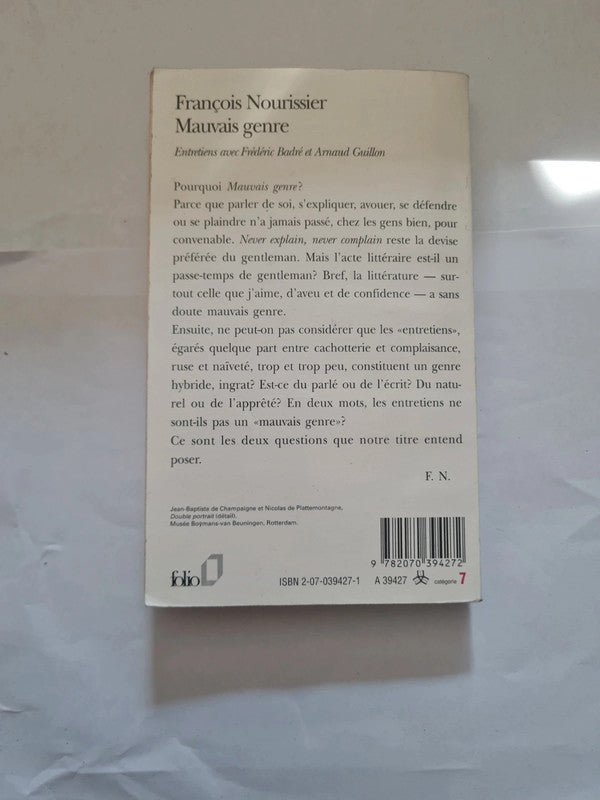 François Nourissier
Mauvais genre
Entretiens avec Frédéric Badré et Arnaud Guillon
Pourquoi Mauvais genre?
Parce que parler de soi, s'expliquer, avouer, se défendre
ou se plaindre n'a jamais passé, chez les gens bien, pour
convenable. Never explain, never complain reste la devise
préférée du gentleman. Mais l'acte littéraire est-il un
passe-temps de gentleman? Bref, la littérature — sur-
tout celle que j'aime, d'aveu et de confidence — a sans
doute mauvais genre.
Ensuite, ne peut-on pas considérer que les «entretiens»,
égarés quelque part entre cachotterie et complaisance,
ruse et naïveté, trop et trop peu, constituent un genre
hybride, ingrat? Est-ce du parlé ou de l'écrit? Du natu-
rel ou de l'apprêté? En deux mots, les entretiens ne
sont-ils pas un «mauvais genre»?
Ce sont les deux questions que notre titre entend
poser.
F. N.
Jean-Baptiste de Champaigne et Nicolas de Plattemontagne,
Double portrait (détail).
Musée Boÿmans-van Beuningen, Rotterdam.
9 782070 394272
folio
ISBN 2-07-039427-1 A 39427 catégorie 7